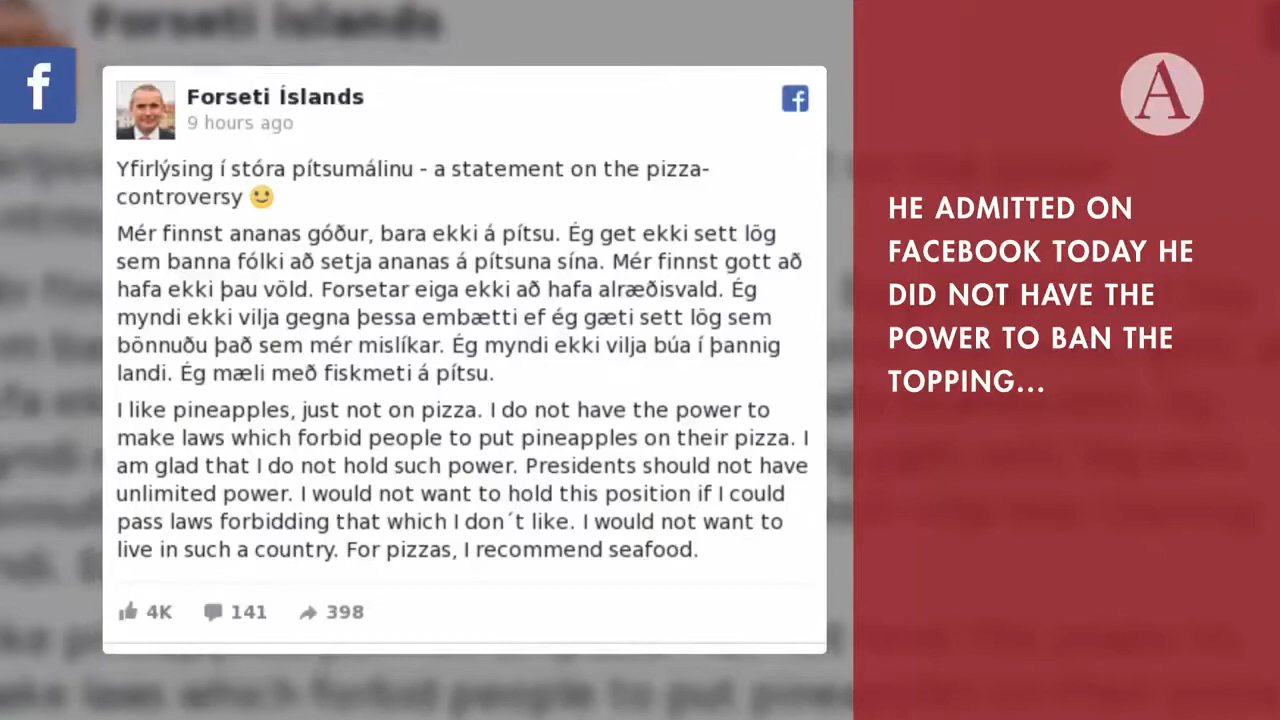 Forseti íslands
f
Forseti Íslands
9 hours ago
f
Yfirlýsing í stóra pítsumálinu - a statement on the pizza-
controversy 🙂
Mér finnst ananas góður, bara ekki á pítsu. Ég get ekki sett lög
sem banna fólki að setja ananas á pítsuna sína. Mér finnst gott að
hafa ekki þau völd. Forsetar eiga ekki að hafa alræðisvald. Ég
myndi ekki vilja gegna þessa embætti ef ég gæti sett lög sem
bönnuðu það sem mér mislíkar. Ég myndi ekki vilja búa í þannig
landi. Ég mæli með fiskmeti á pítsu.
I like pineapples, just not on pizza. I do not have the power to
make laws which forbid people to put pineapples on their pizza. I
am glad that I do not hold such power. Presidents should not have
unlimited power. I would not want to hold this position if I could
pass laws forbidding that which I don´t like. I would not want to
live in such a country. For pizzas, I recommend seafood.
4K 141 398
A
HE ADMITTED ON
FACEBOOK TODAY HE
DID NOT HAVE THE
POWER TO BAN THE
TOPPING...